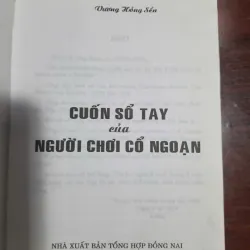 Vương Hồng Sển
CUỐN SỔ TAY
của
NGƯỜI CHƠI CỔ NGOẠN
NHÀ XUẤT BẢN TỔNG HỢP ĐỒNG NAI